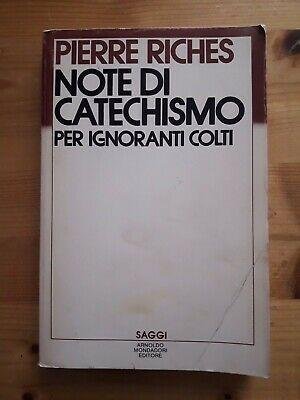 PIERRE RICHES
NOTE DI
CATECHISMO
PER IGNORANTI COLTI
SAGGI
ARNOLDO
MONDADORI
EDITORE